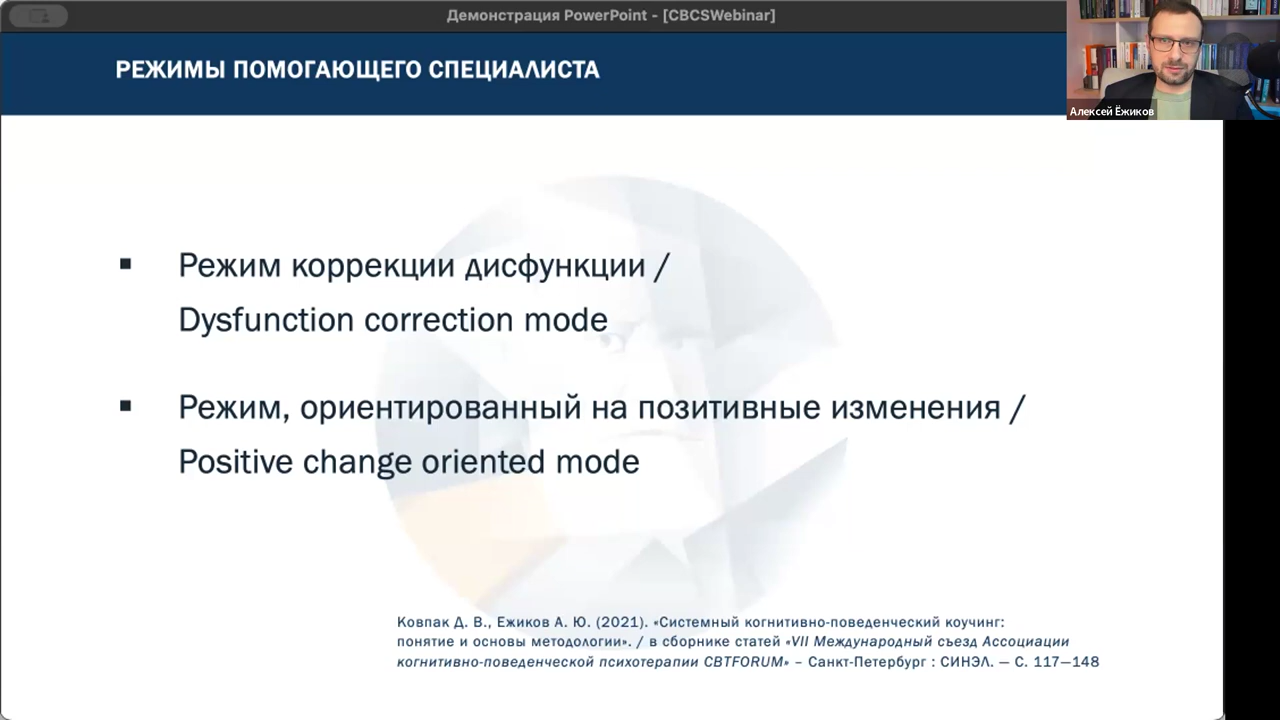 Демонстрация PowerPoint - [CBCSWebinar]
РЕЖИМЫ ПОМОГАЮЩЕГО СПЕЦИАЛИСТА
Алексей Ёжиков
▪ Режим коррекции дисфункции /
Dysfunction correction mode
▪ Режим, ориентированный на позитивные изменения /
Positive change oriented mode
Ковпак Д. В., Ежиков А. Ю. (2021). «Системный когнитивно-поведенческий коучинг:
понятие и основы методологии». / в сборнике статей «VII Международный съезд Ассоциации
когнитивно-поведенческой психотерапии CBTFORUM» – Санкт-Петербург : СИНЭЛ. — С. 117—148